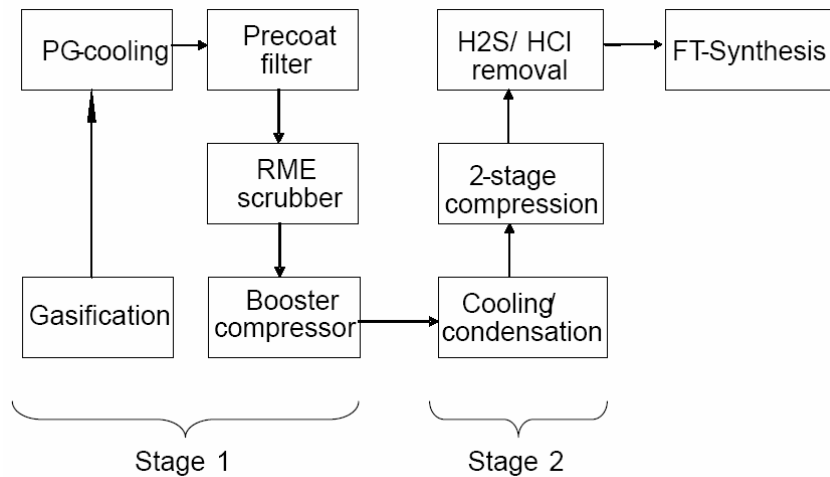 PG-cooling
Precoat
filter
H2S/ HCl
removal
FT-Synthesis
RME
scrubber
2-stage
compression
Gasification
Booster
compressor
Cooling/
condensation
Stage 1
Stage 2